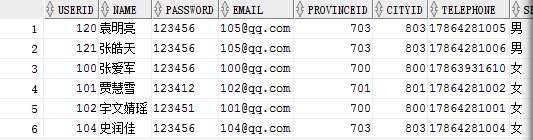 USERID NAME PASSWORD EMAIL PROVINCEID CITYID TELEPHONE
1 120 袁明亮 123456 105@qq.com 703 803 17864281005 男
2 121 张皓天 123456 105@qq.com 703 803 17864281006 男
3 100 张爱军 123456 100@qq.com 700 800 17863931610 女
4 101 贾慧雪 123412 102@qq.com 701 801 17864281002 女
5 102 宇文婧瑶 123451 101@qq.com 700 800 17864281001 女
6 104 史润佳 123456 104@qq.com 703 803 17864281004 女